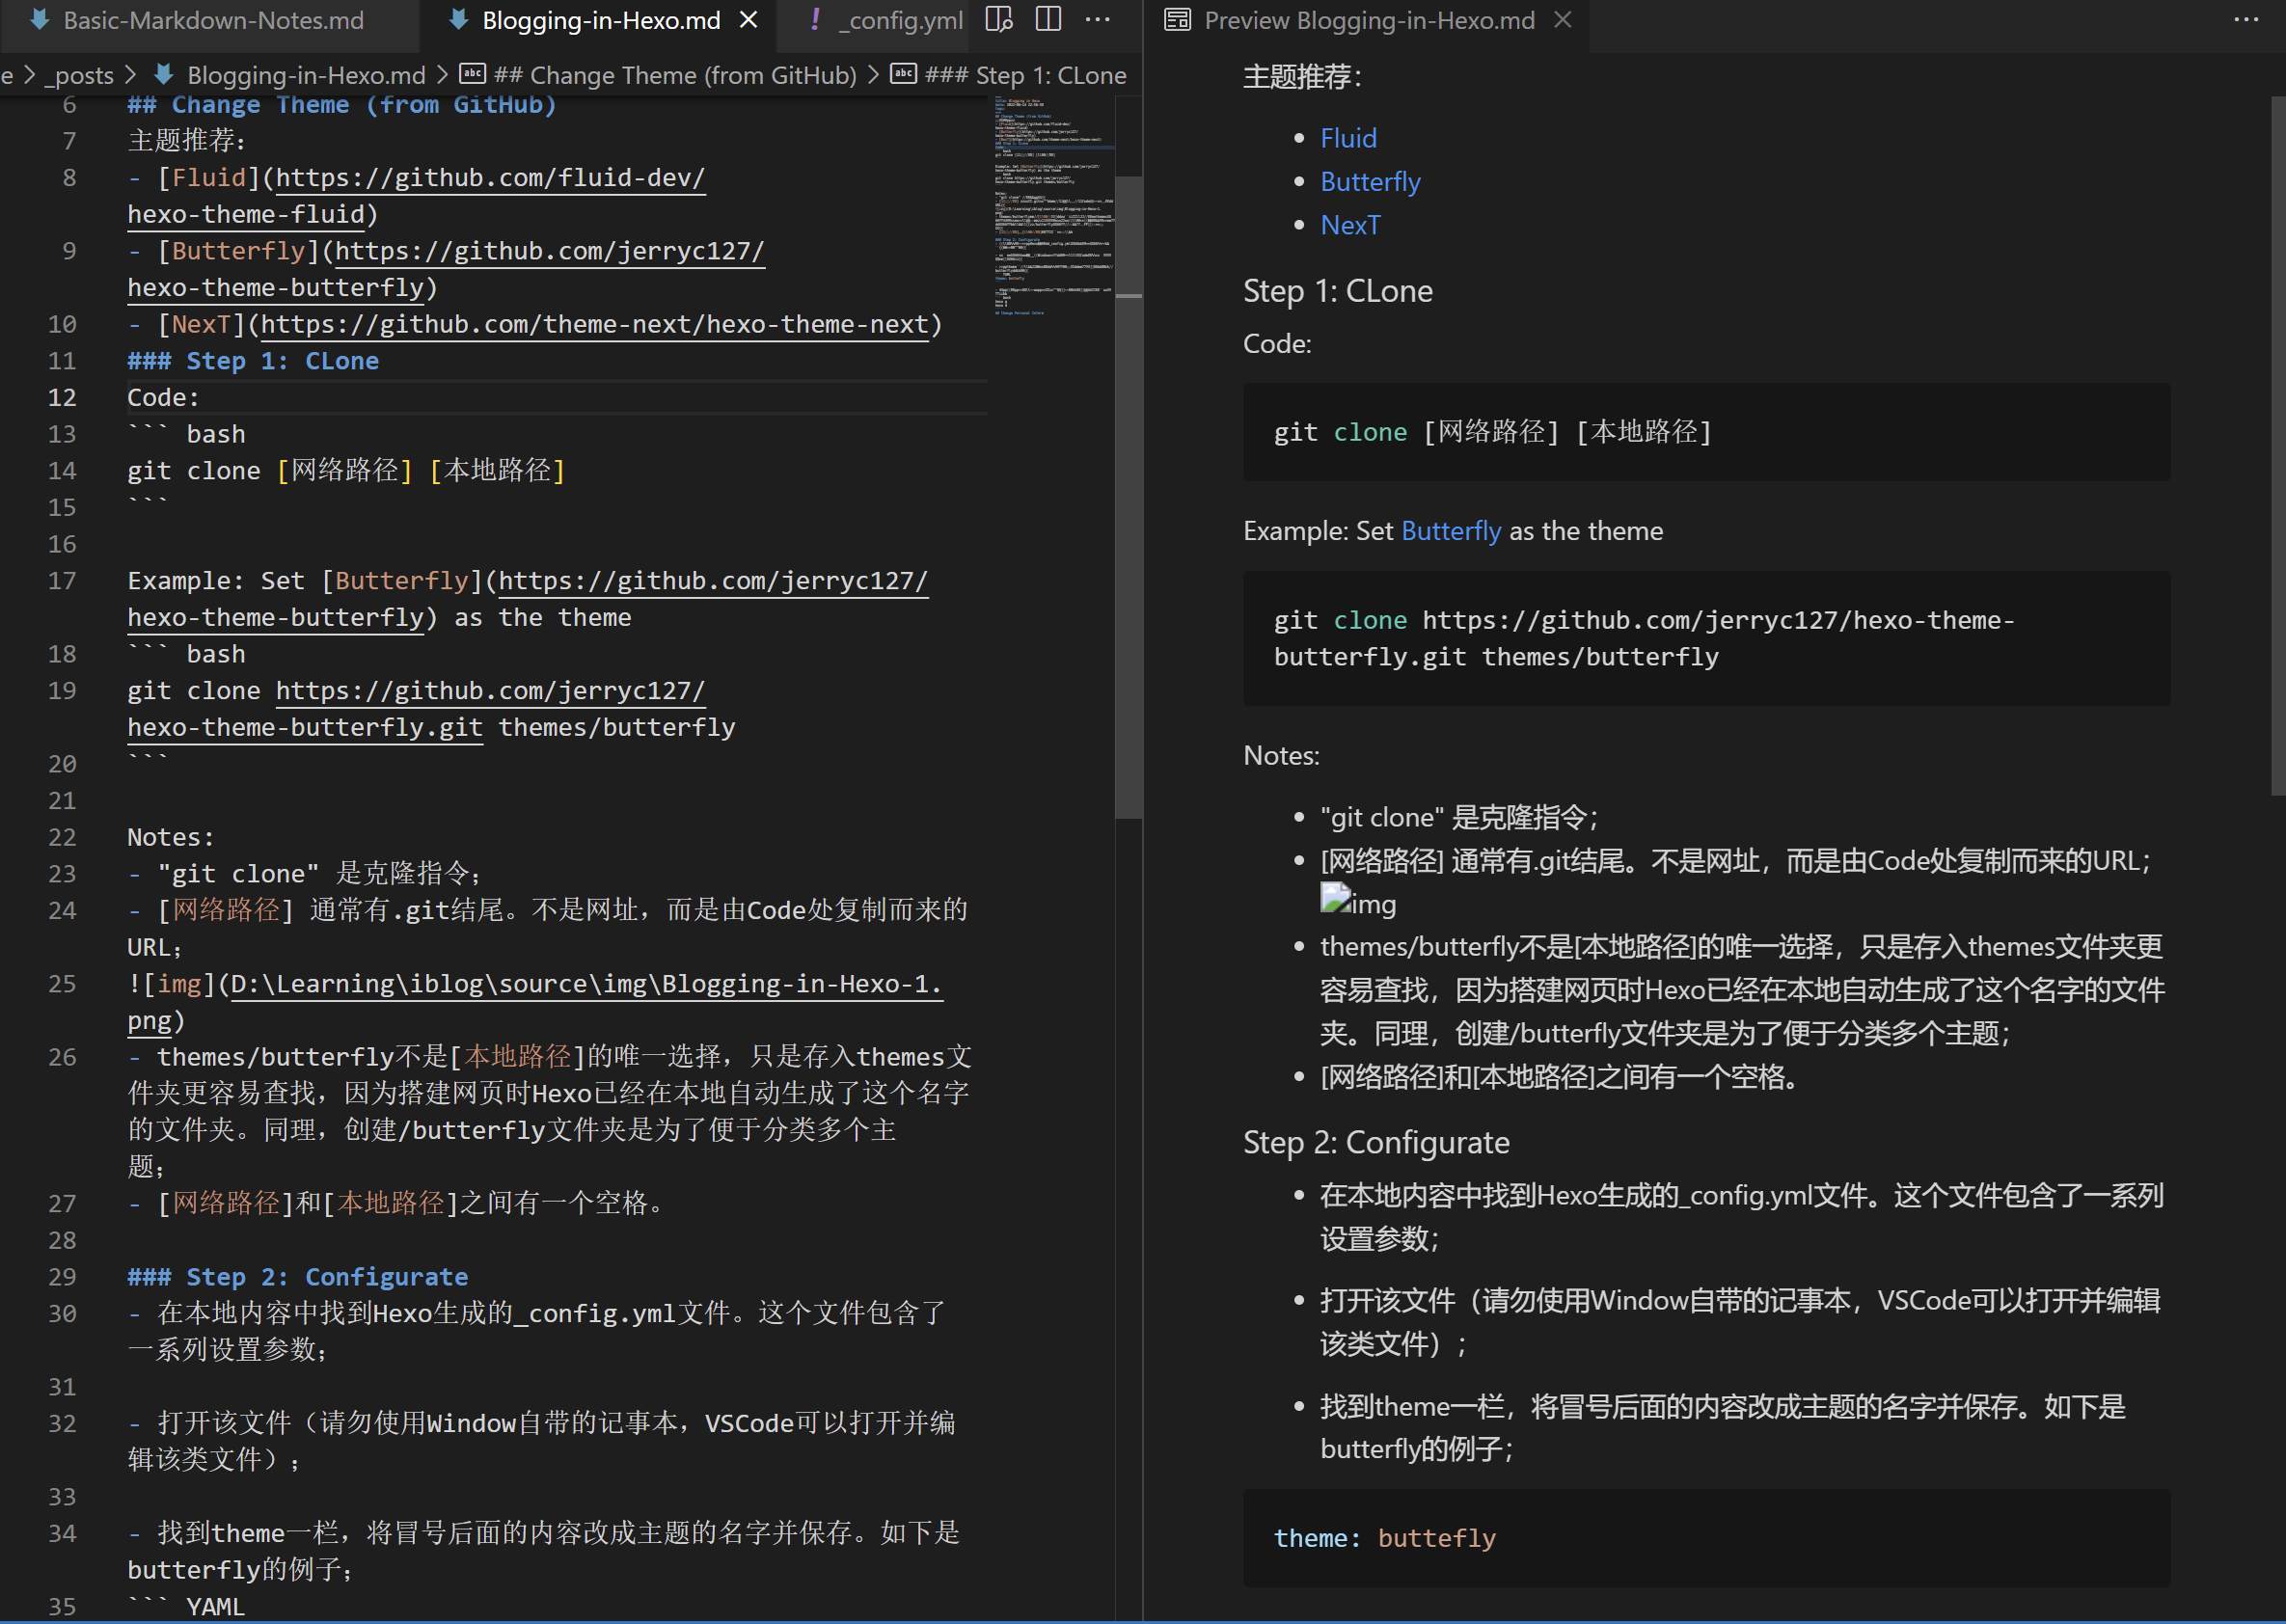 Basic-Markdown-Notes.md
Blogging-in-Hexo.md
_config.yml
e > _posts > Blogging-in-Hexo.md > ## Change Theme (from GitHub) > ### Step 1: CLone
6 ## Change Theme (from GitHub)
7 主题推荐：
8 - [Fluid](https://github.com/fluid-dev/
hexo-theme-fluid)
9 - [Butterfly](https://github.com/jerryc127/
hexo-theme-butterfly)
10 - [NexT](https://github.com/theme-next/hexo-theme-next)
11 ### Step 1: CLone
12 Code:
13 ``` bash
14 git clone [网络路径] [本地路径]
15 ```
16
17 Example: Set [Butterfly](https://github.com/jerryc127/
hexo-theme-butterfly) as the theme
18 ``` bash
19 git clone https://github.com/jerryc127/
hexo-theme-butterfly.git themes/butterfly
20 ```
21
22 Notes:
23 - "git clone" 是克隆指令；
24 - [网络路径] 通常有.git结尾。不是网址，而是由Code处复制而来的
URL；
25 ![img](D:\Learning\iblog\source\img\Blogging-in-Hexo-1.
png)
26 - themes/butterfly不是[本地路径]的唯一选择，只是存入themes文
件夹更容易查找，因为搭建网页时Hexo已经在本地自动生成了这个名字
的文件夹。同理，创建/butterfly文件夹是为了便于分类多个主
题；
27 - [网络路径]和[本地路径]之间有一个空格。
28
29 ### Step 2: Configurate
30 - 在本地内容中找到Hexo生成的_config.yml文件。这个文件包含了
一系列设置参数；
31
32 - 打开该文件（请勿使用Window自带的记事本，VSCode可以打开并编
辑该类文件）；
33
34 - 找到theme一栏，将冒号后面的内容改成主题的名字并保存。如下是
butterfly的例子；
35 ``` YAML
Preview Blogging-in-Hexo.md
主题推荐：
Fluid
Butterfly
NexT
Step 1: CLone
Code:
git clone [网络路径] [本地路径]
Example: Set Butterfly as the theme
git clone https://github.com/jerryc127/hexo-theme-
butterfly.git themes/butterfly
Notes:
"git clone" 是克隆指令；
[网络路径] 通常有.git结尾。不是网址，而是由Code处复制而来的URL；
img
themes/butterfly不是[本地路径]的唯一选择，只是存入themes文件夹更
容易查找，因为搭建网页时Hexo已经在本地自动生成了这个名字的文件
夹。同理，创建/butterfly文件夹是为了便于分类多个主题；
[网络路径]和[本地路径]之间有一个空格。
Step 2: Configurate
在本地内容中找到Hexo生成的_config.yml文件。这个文件包含了一系列
设置参数；
打开该文件（请勿使用Window自带的记事本，VSCode可以打开并编辑
该类文件）；
找到theme一栏，将冒号后面的内容改成主题的名字并保存。如下是
butterfly的例子；
theme: buttefly